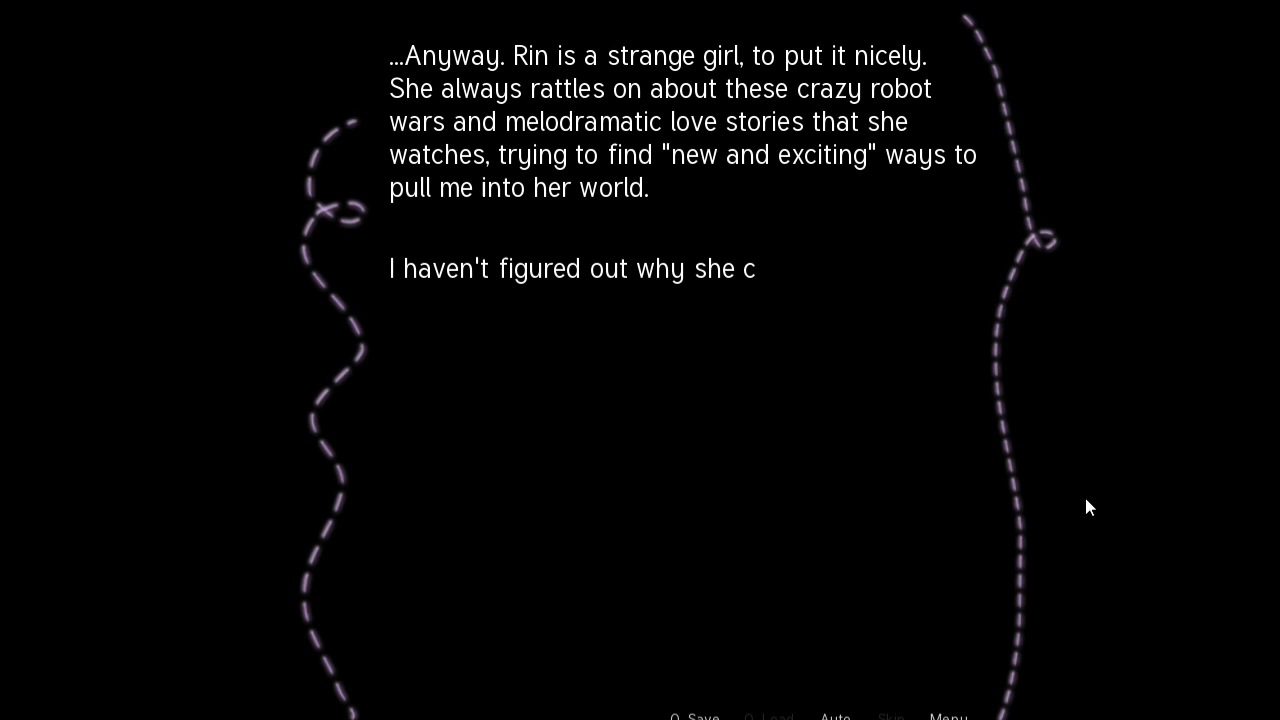 ...Anyway. Rin is a strange girl, to put it nicely.
She always rattles on about these crazy robot
wars and melodramatic love stories that she
watches, trying to find "new and exciting" ways to
pull me into her world.
I haven't figured out why she c
Q. Save Q. Load Auto Skip Menu